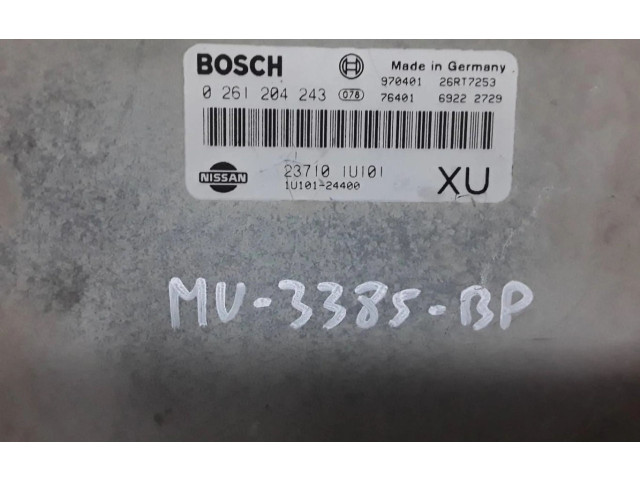 BOSCH Made in Germany
970401 26RT7253
0 261 204 243 078 76401 6922 2729
NISSAN 23710 1U101 XU
1U101-24400
MV-3385-BP